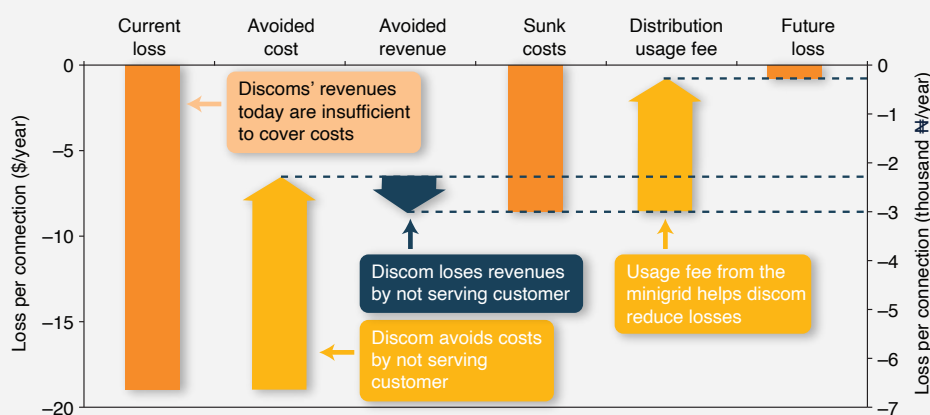 Current
loss
Avoided
cost
Avoided
revenue
Sunk
costs
Distribution
usage fee
Future
loss
Loss per connection ($/year)
0
–5
–10
–15
–20
Discoms’ revenues
today are insufficient
to cover costs
Discom loses revenues
by not serving customer
Discom avoids costs
by not serving
customer
Usage fee from the
minigrid helps discom
reduce losses
0
–1
–2
–3
–4
–5
–6
–7
Loss per connection (thousand ₦/year)